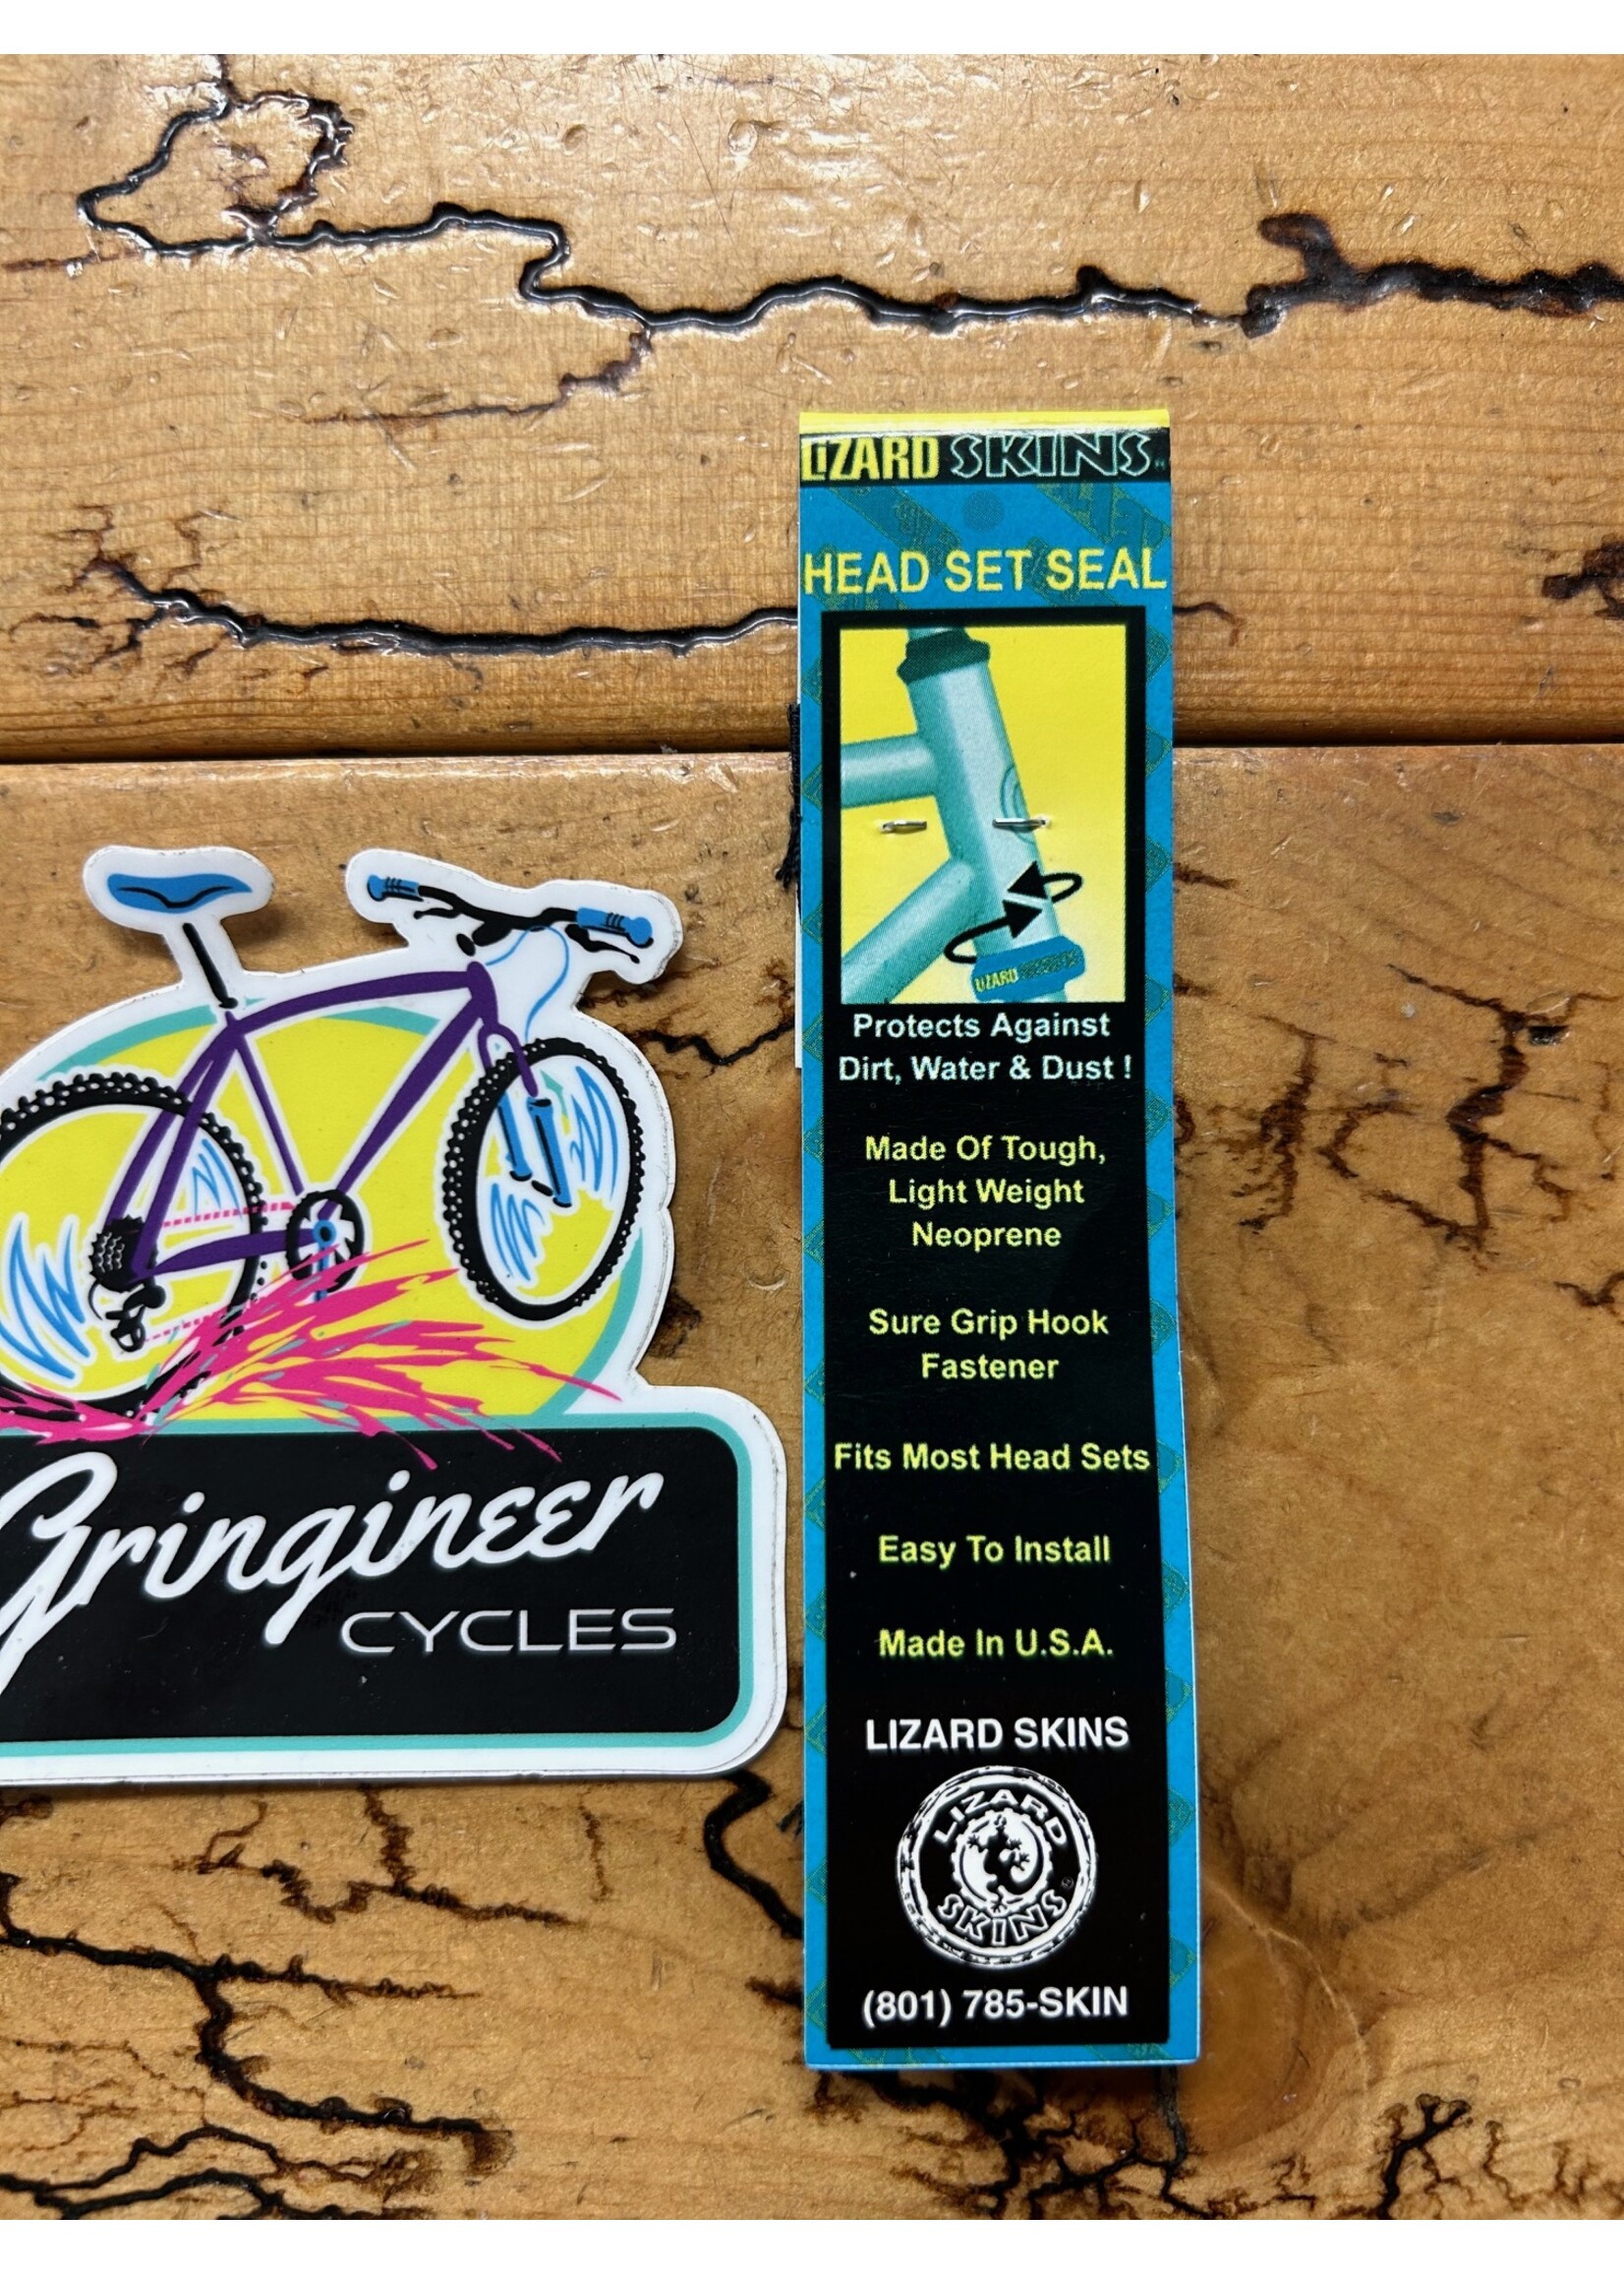 LIZARD SKINS
HEAD SET SEAL
LIZARD
Protects Against
Dirt, Water & Dust !
Made Of Tough,
Light Weight
Neoprene
Sure Grip Hook
Fastener
Fits Most Head Sets
Easy To Install
Made In U.S.A.
LIZARD SKINS
LIZARD
SKINS®
(801) 785-SKIN
Gringineer
CYCLES